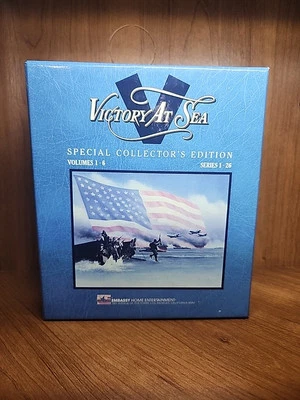 VICTORY AT SEA
SPECIAL COLLECTOR'S EDITION
VOLUMES 1-6 SERIES 1-26
EMBASSY HOME ENTERTAINMENT